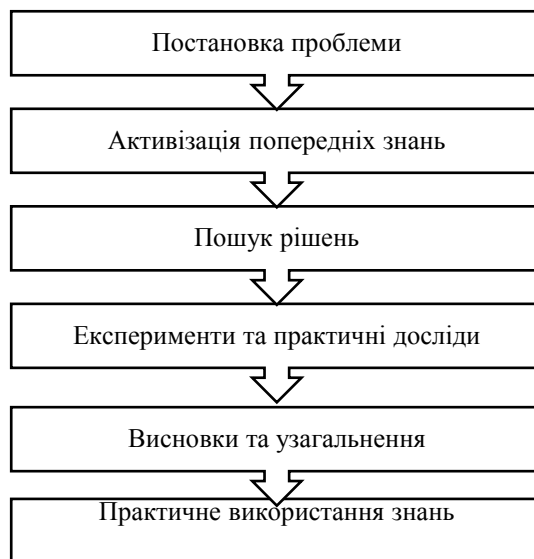 Постановка проблеми
Активізація попередніх знань
Пошук рішень
Експерименти та практичні досліди
Висновки та узагальнення
Практичне використання знань